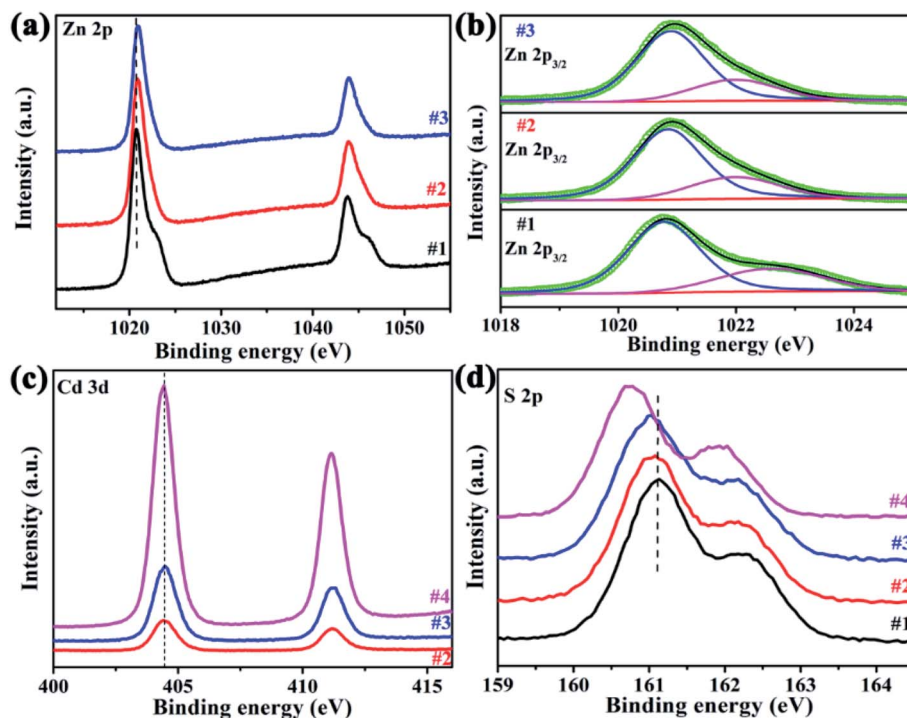 (a)
Zn 2p
#3
#2
#1
Intensity (a.u.)
1020 1030 1040 1050
Binding energy (eV)
(b)
#3
Zn 2p3/2
#2
Zn 2p3/2
#1
Zn 2p3/2
Intensity (a.u.)
1018 1020 1022 1024
Binding energy (eV)
(c)
Cd 3d
#4
#3
#2
Intensity (a.u.)
400 405 410 415
Binding energy (eV)
(d)
S 2p
#4
#3
#2
#1
Intensity (a.u.)
159 160 161 162 163 164
Binding energy (eV)